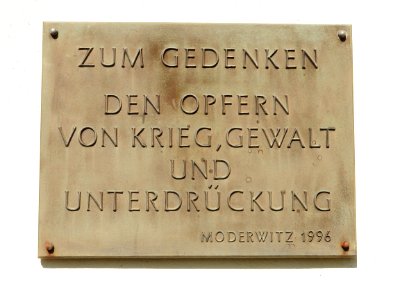 ZUM GEDENKEN
DEN OPFERN
VON KRIEG, GEWALT
UND
UNTERDRÜCKUNG
MODERWITZ 1996